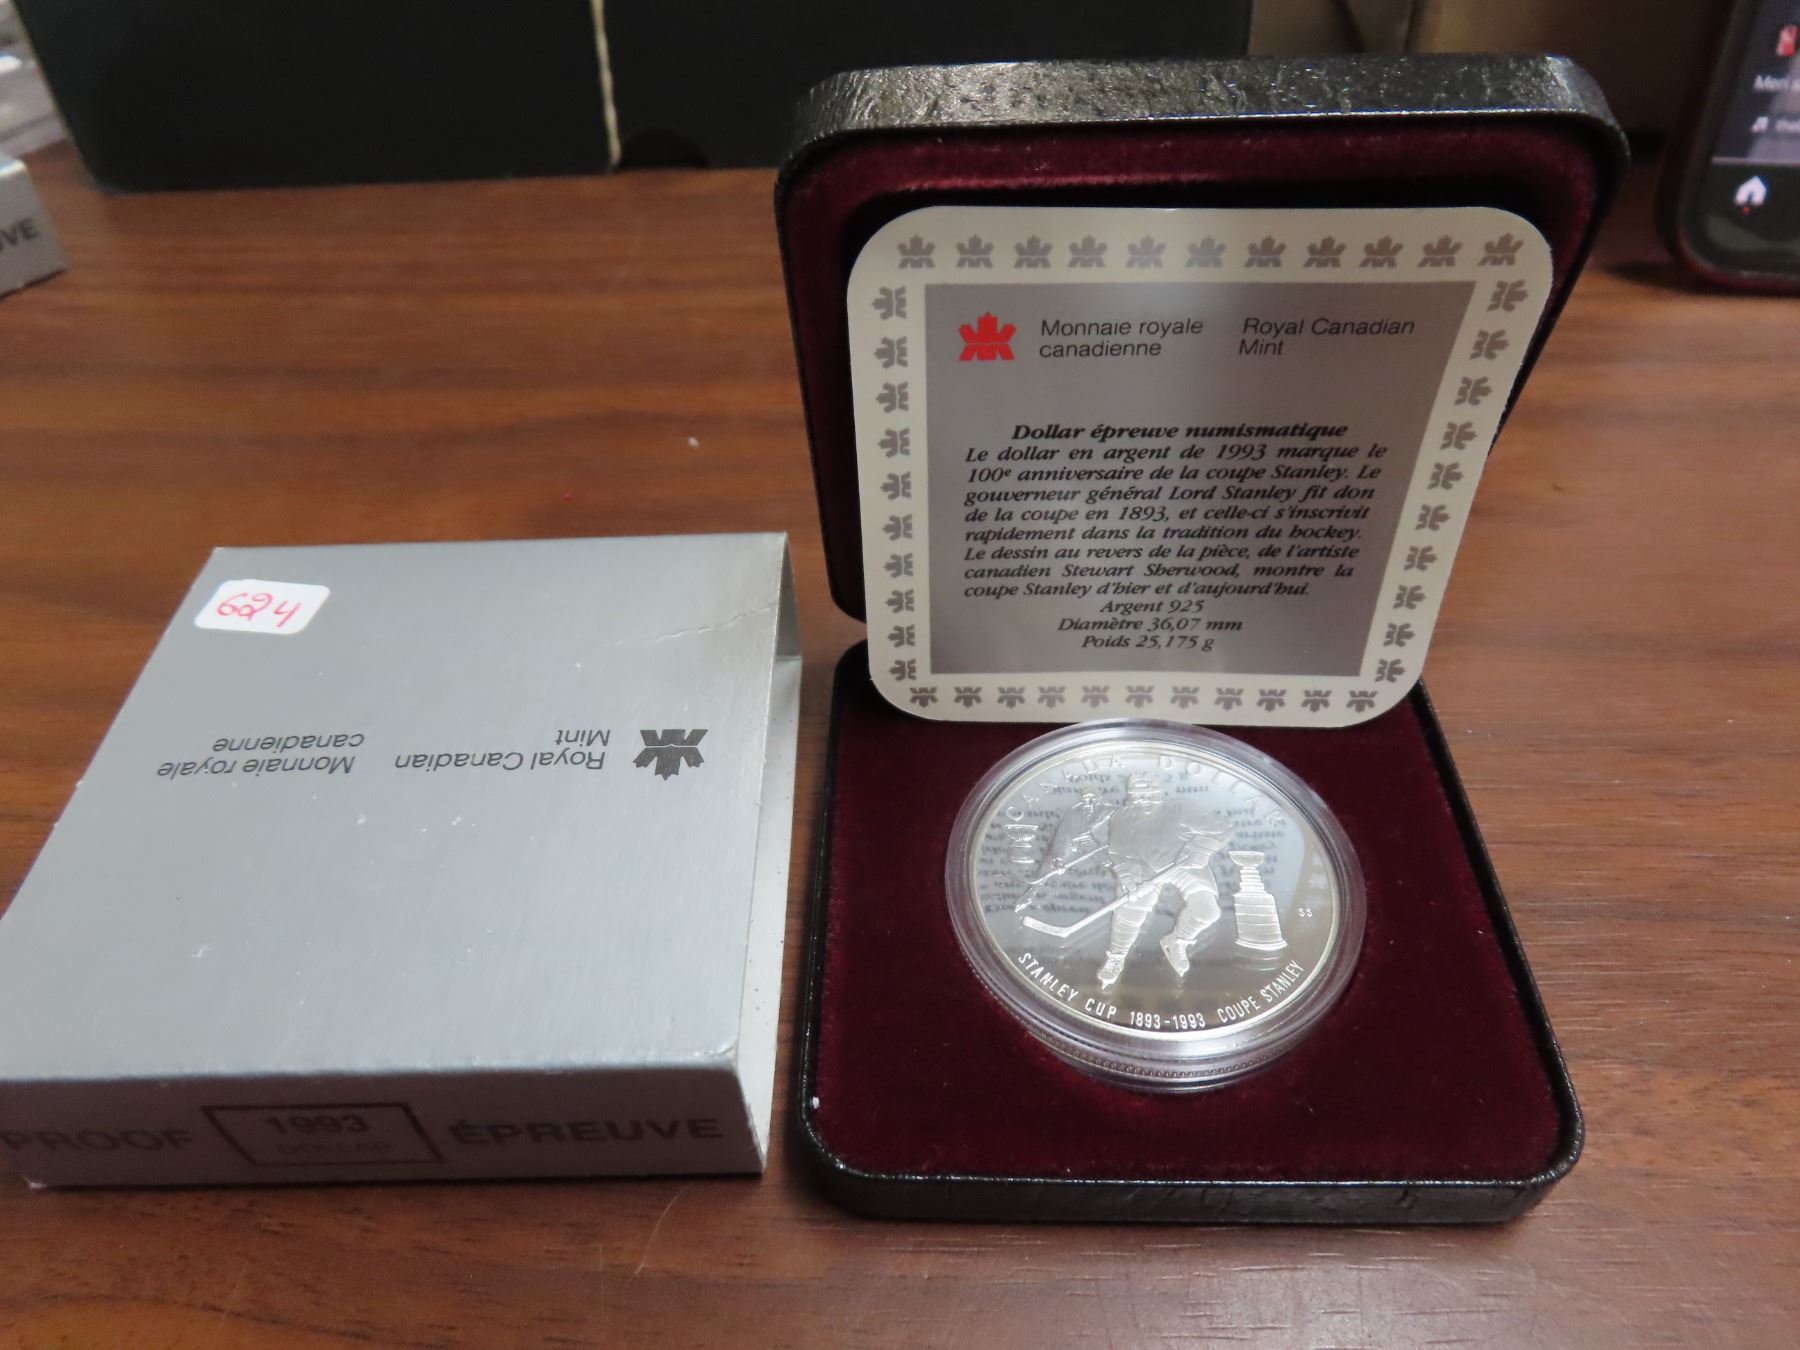 624
Royal Canadian
Mint
Monnaie royale
canadienne
PROOF
1993
DOLLAR
ÉPREUVE
Monnaie royale
canadienne
Royal Canadian
Mint
Dollar épreuve numismatique
Le dollar en argent de 1993 marque le
100e anniversaire de la coupe Stanley. Le
gouverneur général Lord Stanley fit don
de la coupe en 1893, et celle-ci s'inscrivit
rapidement dans la tradition du hockey.
Le dessin au revers de la pièce, de l'artiste
canadien Stewart Sherwood, montre la
coupe Stanley d'hier et d'aujourd'hui.
Argent 925
Diamètre 36,07 mm
Poids 25,175 g
CANADA DOLLAR
SS
STANLEY CUP 1893-1993 COUPE STANLEY